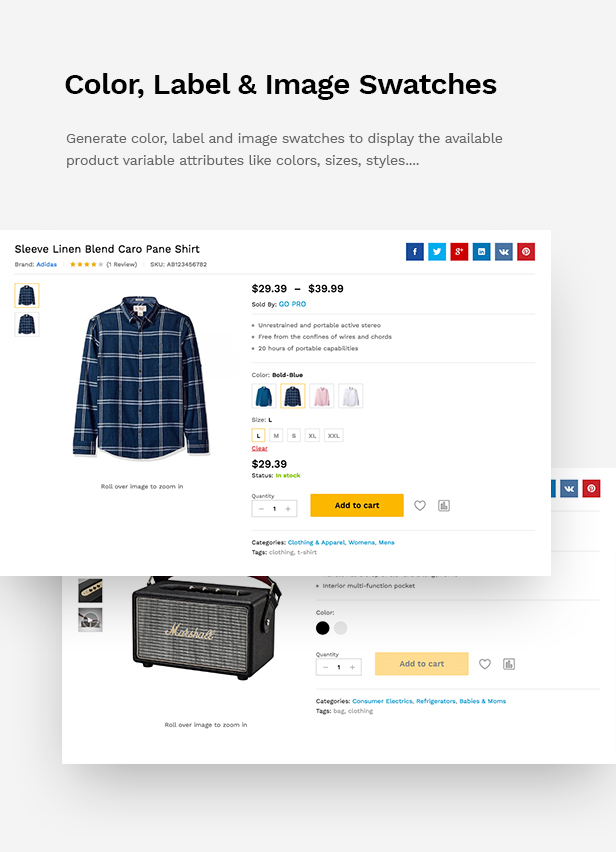 Color, Label & Image Swatches
Generate color, label and image swatches to display the available
product variable attributes like colors, sizes, styles....
Sleeve Linen Blend Caro Pane Shirt
Brand: Adidas (1 Review) SKU: AB123456782
$29.39 – $39.99
Sold By: GO PRO
Unrestrained and portable active stereo
Free from the confines of wires and chords
20 hours of portable capabilities
Color: Bold-Blue
Size: L
L M S XL XXL
Clear
$29.39
Status: In stock
Roll over image to zoom in
Quantity
− 1 + Add to cart
Categories: Clothing & Apparel, Womens, Mens
Tags: clothing, t-shirt
Interior multi-function pocket
Marshall
Color:
Quantity
− 1 + Add to cart
Categories: Consumer Electrics, Refrigerators, Babies & Moms
Tags: bag, clothing
Roll over image to zoom in